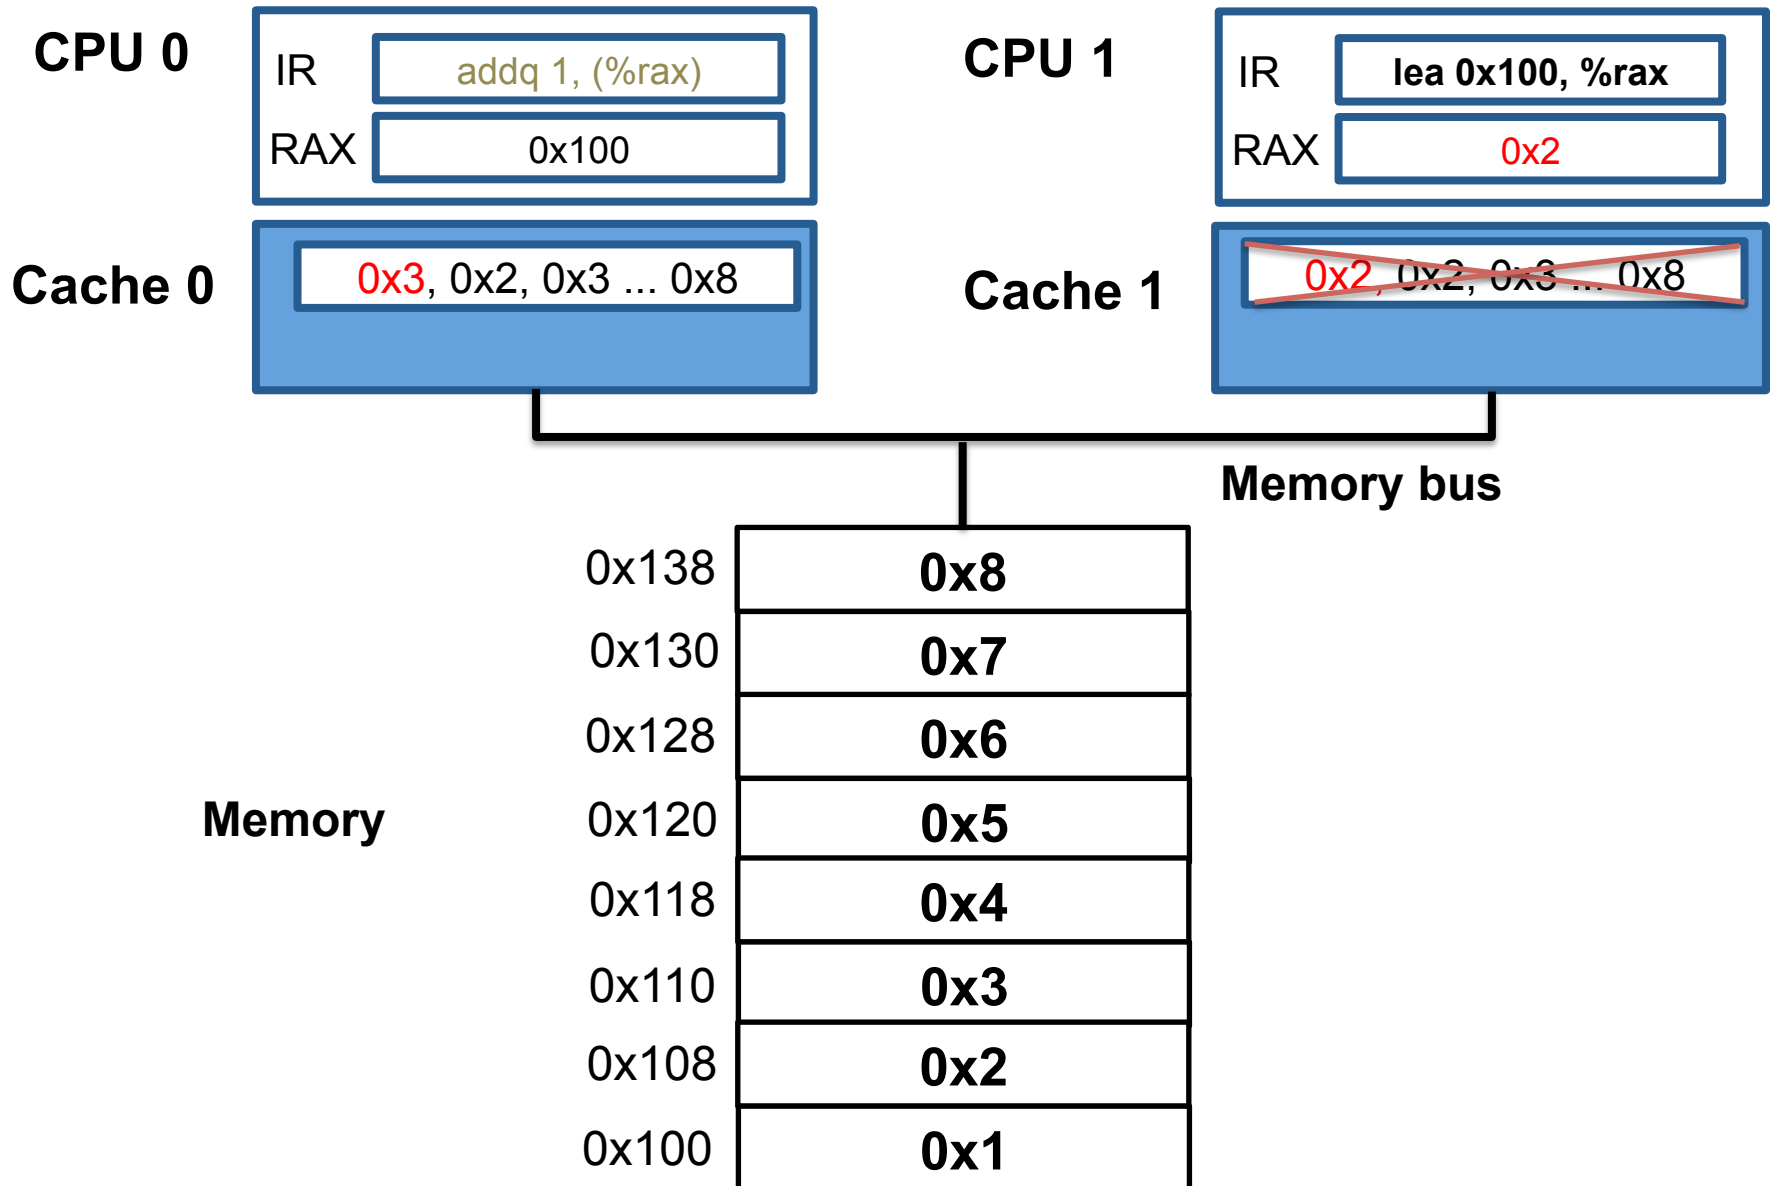 CPU 0
IR
addq 1, (%rax)
RAX
0x100
CPU 1
IR
lea 0x100, %rax
RAX
0x2
Cache 0
0x3, 0x2, 0x3 ... 0x8
Cache 1
0x2, 0x2, 0x3 ... 0x8
Memory bus
Memory
0x138
0x8
0x130
0x7
0x128
0x6
0x120
0x5
0x118
0x4
0x110
0x3
0x108
0x2
0x100
0x1